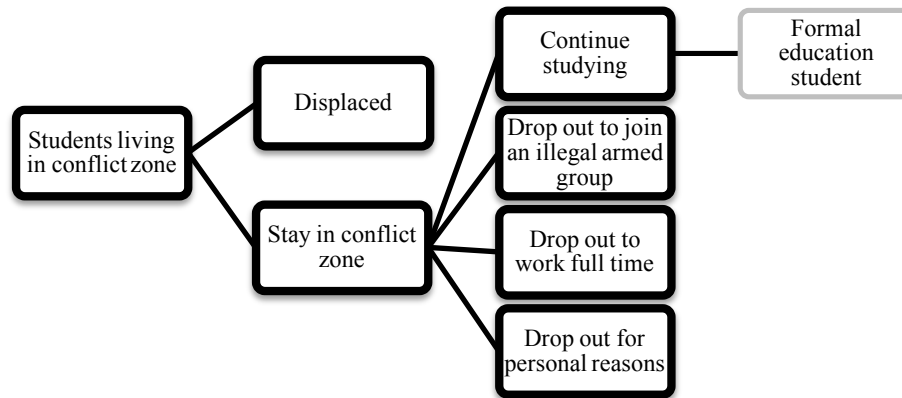 Students living
in conflict zone
Displaced
Stay in conflict
zone
Continue
studying
Drop out to join
an illegal armed
group
Drop out to
work full time
Drop out for
personal reasons
Formal
education
student